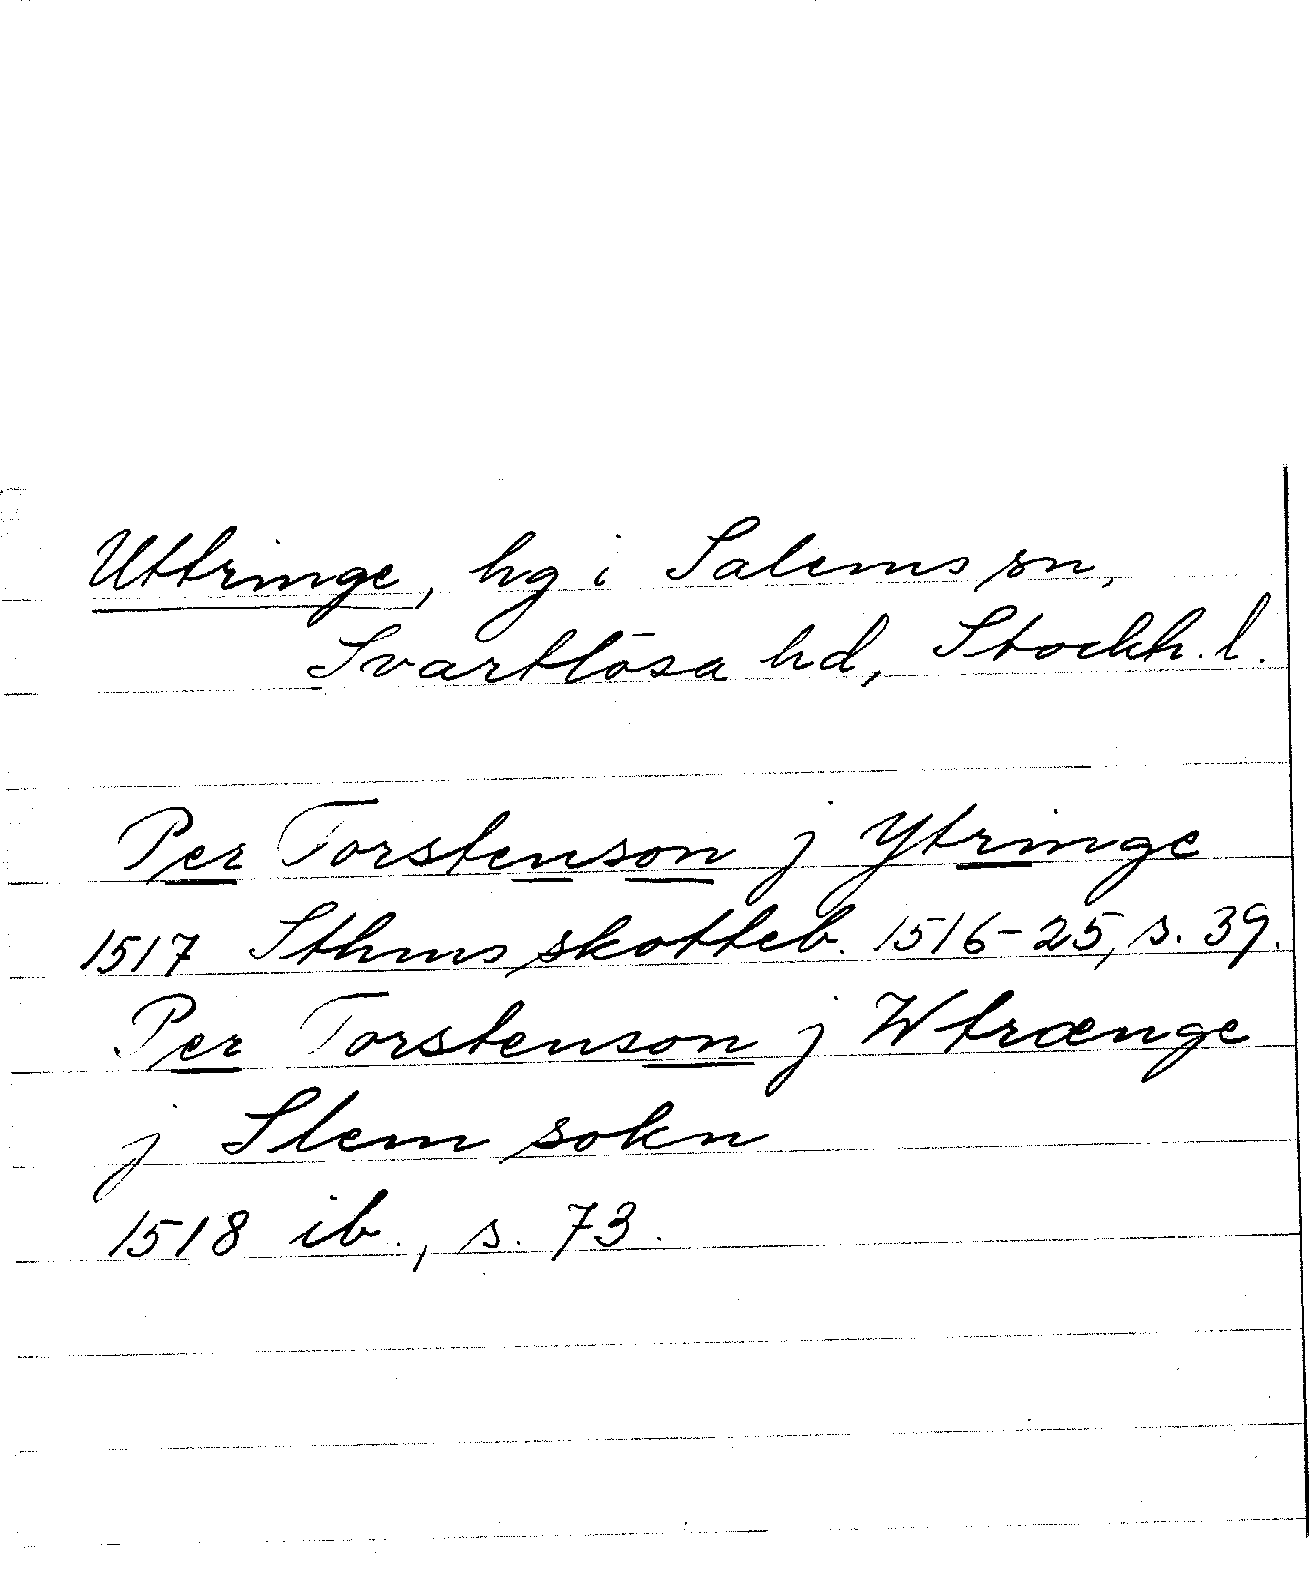 Uttringe, hg i Salems sn,
Svartlösa hd, Stockh. l.
Per Torstenson j Ytringe
1517 Sthms skotteb. 1516-25, s. 39.
Per Torstenson j Wtrænge
j Slem sokn
1518 ib., s. 73.